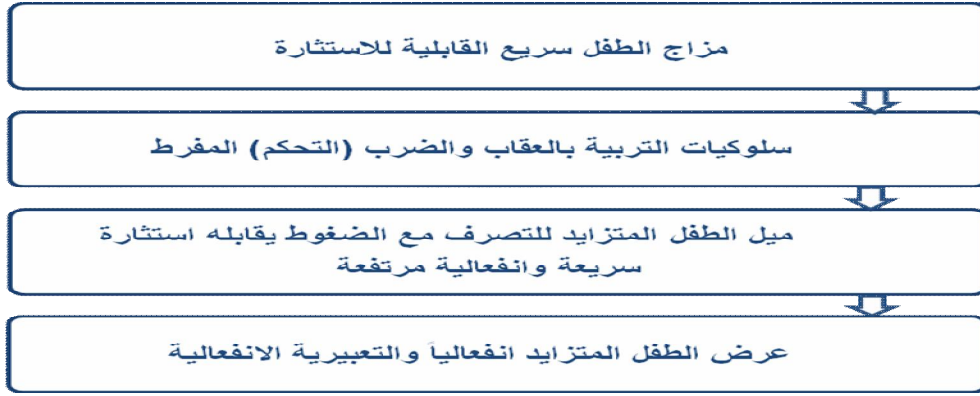 مزاج الطفل سريع القابلية للاستثارة
سلوكيات التربية بالعقاب والضرب (التحكم) المفرط
ميل الطفل المتزايد للتصرف مع الضغوط يقابله استثارة
سريعة وانفعالية مرتفعة
عرض الطفل المتزايد انفعالياً والتعبيرية الانفعالية